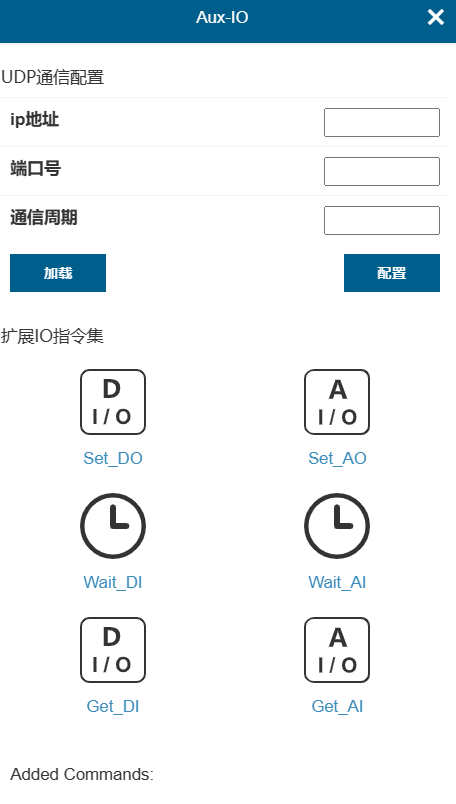 Aux-IO
UDP通信配置
ip地址
端口号
通信周期
加载 配置
扩展IO指令集
D A
I / O I / O
Set_DO Set_AO
Wait_DI Wait_AI
D A
I / O I / O
Get_DI Get_AI
Added Commands: